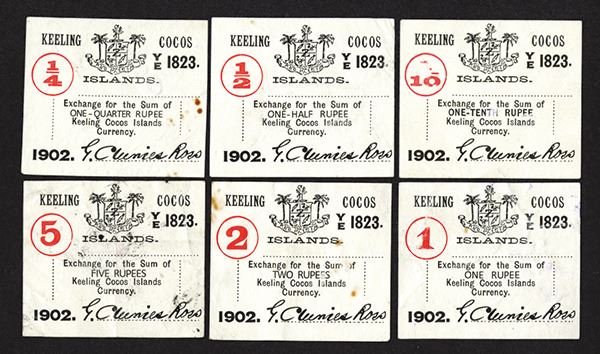 KEELING COCOS
1/4 YE 1823.
ISLANDS.
Exchange for the Sum of
ONE-QUARTER RUPEE
Keeling Cocos Islands
Currency.
1902. G. Clunies Ross
KEELING COCOS
1/2 YE 1823.
ISLANDS.
Exchange for the Sum of
ONE-HALF RUPEE
Keeling Cocos Islands
Currency.
1902. G. Clunies Ross
KEELING COCOS
1/10 YE 1823.
ISLANDS.
Exchange for the Sum of
ONE-TENTH RUPEE
Keeling Cocos Islands
Currency.
1902. G. Clunies Ross
KEELING COCOS
5 YE 1823.
ISLANDS.
Exchange for the Sum of
FIVE RUPEES
Keeling Cocos Islands
Currency.
1902. G. Clunies Ross
KEELING COCOS
2 YE 1823.
ISLANDS.
Exchange for the Sum of
TWO RUPEES
Keeling Cocos Islands
Currency.
1902. G. Clunies Ross
KEELING COCOS
1 YE 1823.
ISLANDS.
Exchange for the Sum of
ONE RUPEE
Keeling Cocos Islands
Currency.
1902. G. Clunies Ross